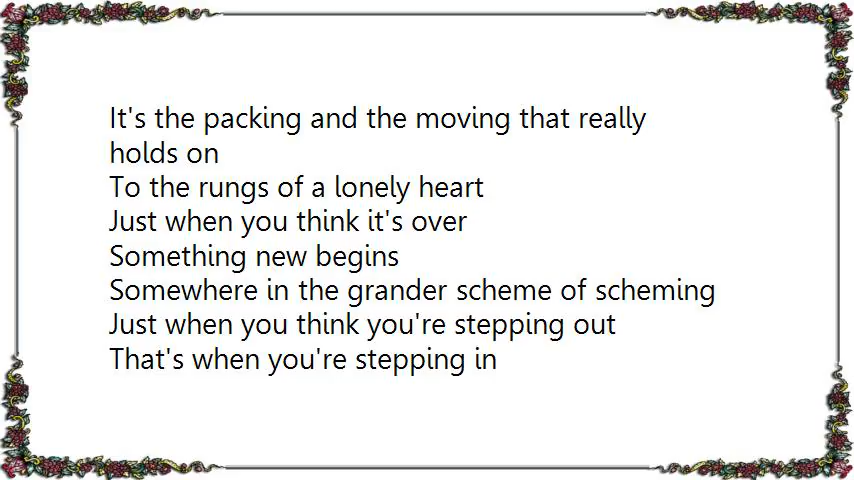 It's the packing and the moving that really
holds on
To the rungs of a lonely heart
Just when you think it's over
Something new begins
Somewhere in the grander scheme of scheming
Just when you think you're stepping out
That's when you're stepping in